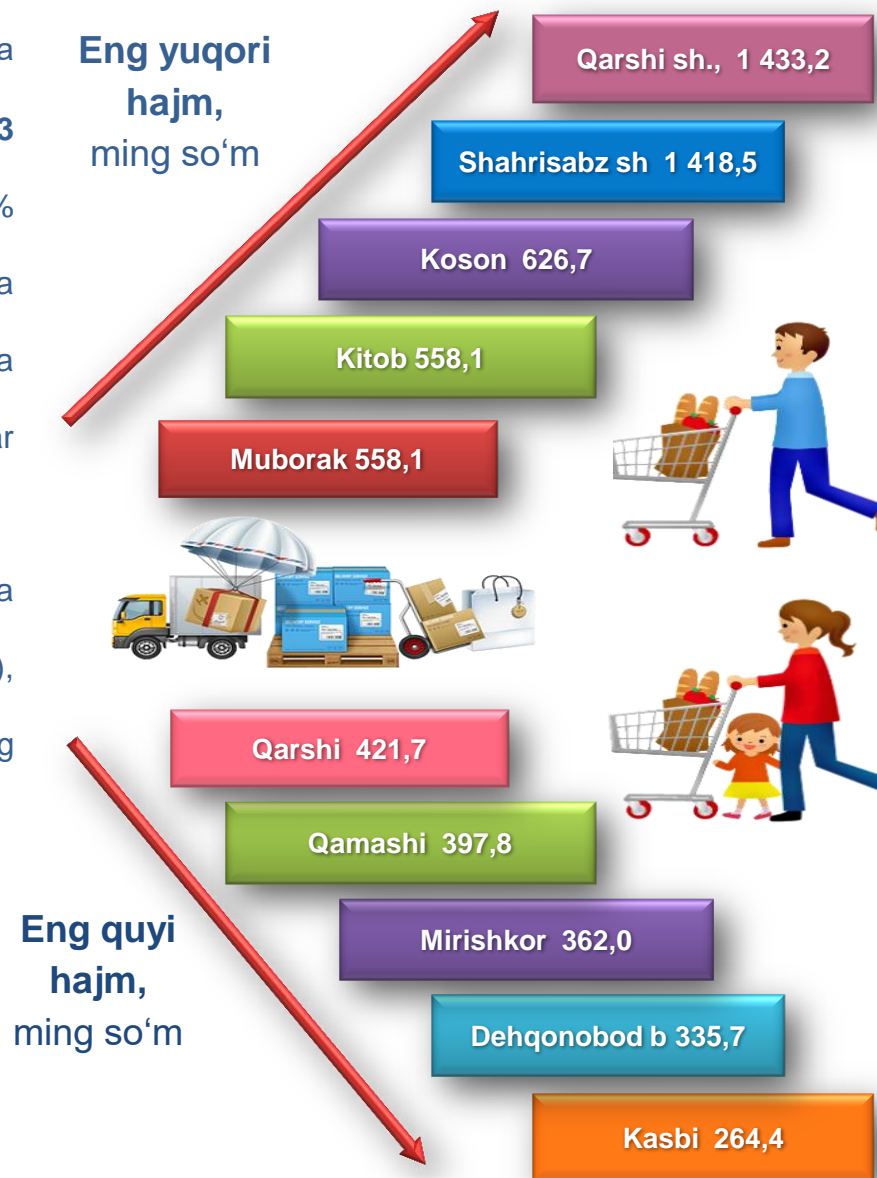 a
3
%
a
a
ar
a
),
g
Eng yuqori
hajm,
ming so‘m
Qarshi sh., 1 433,2
Shahrisabz sh 1 418,5
Koson 626,7
Kitob 558,1
Muborak 558,1
Qarshi 421,7
Qamashi 397,8
Mirishkor 362,0
Dehqonobod b 335,7
Kasbi 264,4
Eng quyi
hajm,
ming so‘m